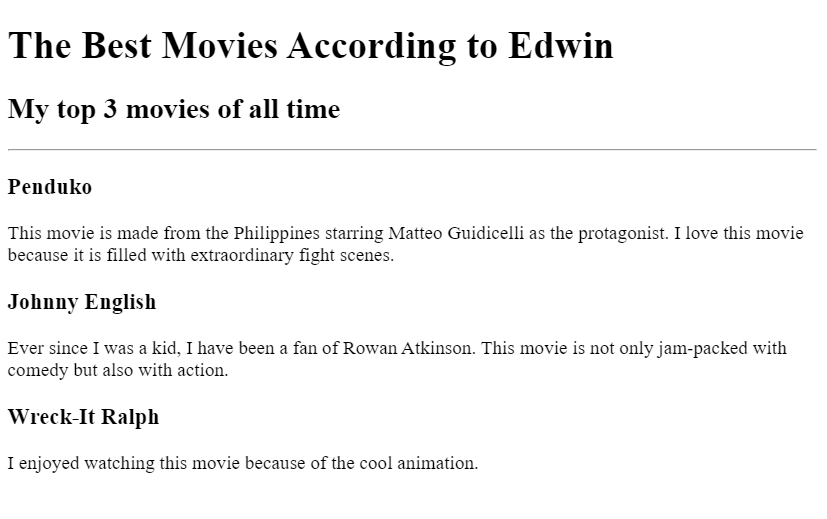 The Best Movies According to Edwin
My top 3 movies of all time
Penduko
This movie is made from the Philippines starring Matteo Guidicelli as the protagonist. I love this movie
because it is filled with extraordinary fight scenes.
Johnny English
Ever since I was a kid, I have been a fan of Rowan Atkinson. This movie is not only jam-packed with
comedy but also with action.
Wreck-It Ralph
I enjoyed watching this movie because of the cool animation.